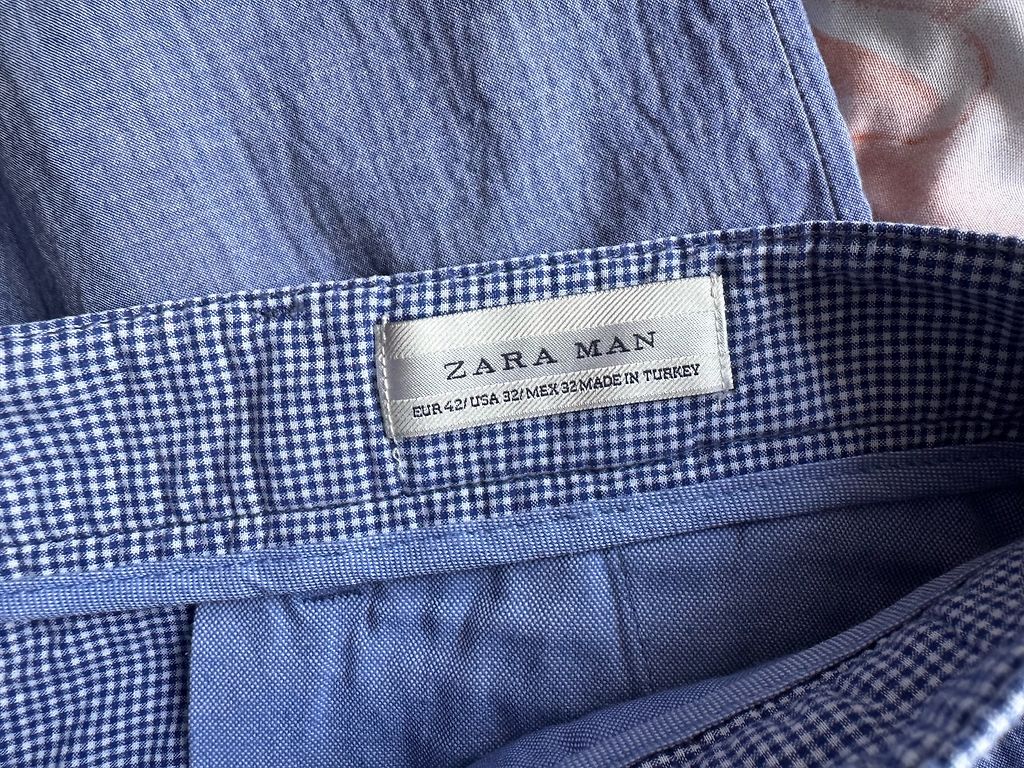 ZARA MAN
EUR 42/ USA 32/ MEX 32 MADE IN TURKEY